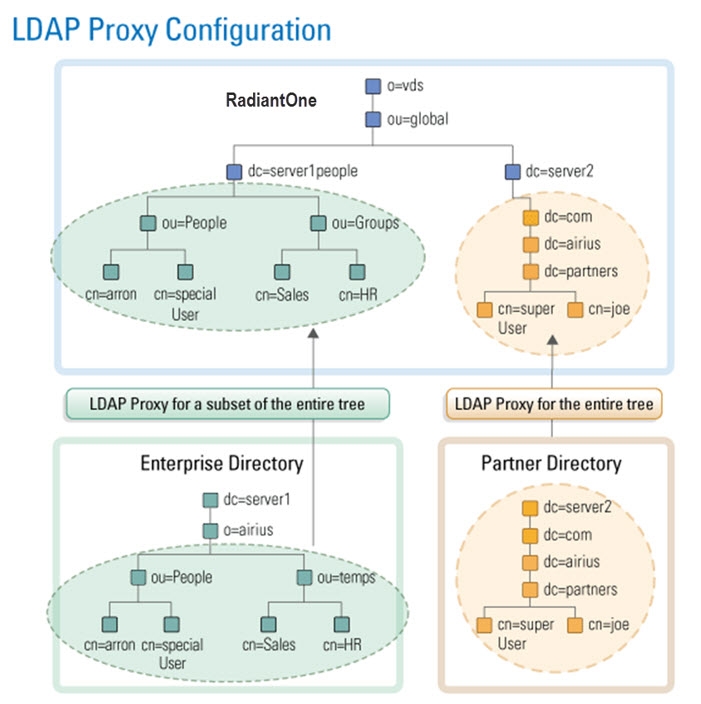 LDAP Proxy Configuration
RadiantOne
o=vds
ou=global
dc=server1people
dc=server2
ou=People
ou=Groups
dc=com
dc=airius
dc=partners
cn=arron
cn=special
User
cn=Sales
cn=HR
cn=super
User
cn=joe
LDAP Proxy for a subset of the entire tree
LDAP Proxy for the entire tree
Enterprise Directory
dc=server1
o=airius
ou=People
ou=temps
cn=arron
cn=special
User
cn=Sales
cn=HR
Partner Directory
dc=server2
dc=com
dc=airius
dc=partners
cn=super
User
cn=joe